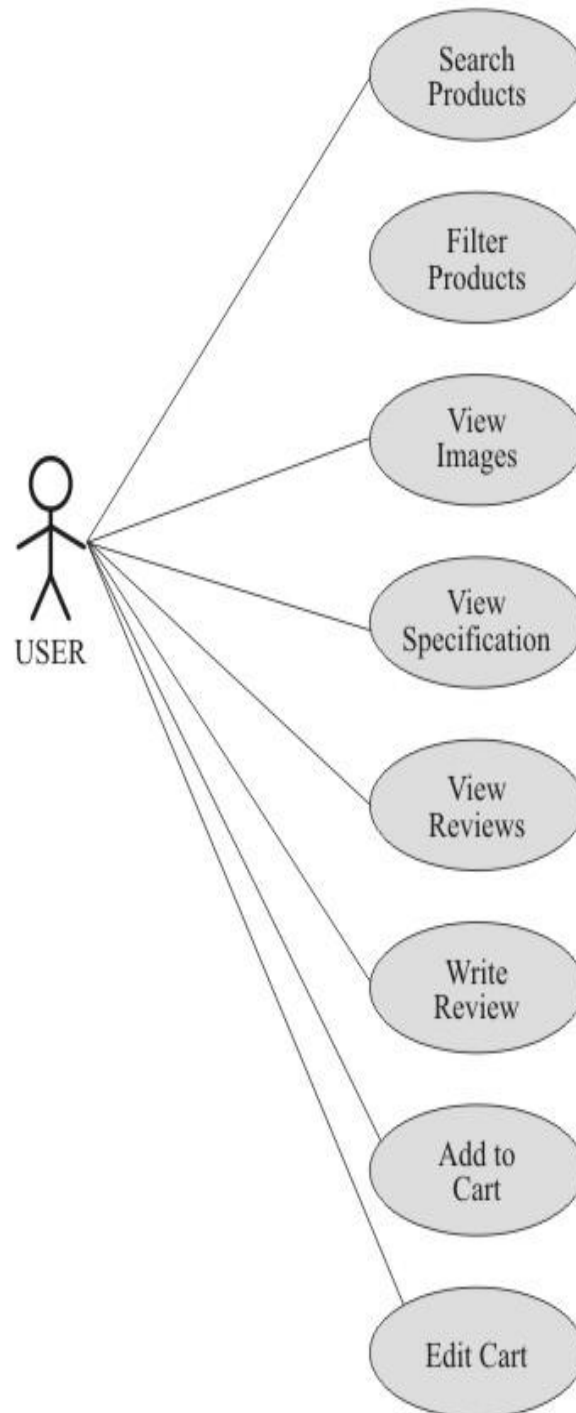 Search
Products
Filter
Products
View
Images
View
Specification
USER
View
Reviews
Write
Review
Add to
Cart
Edit Cart